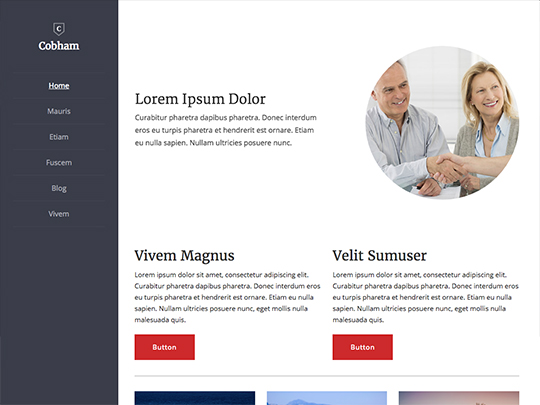 C
Cobham
Home
Mauris
Etiam
Fuscem
Blog
Vivem
Lorem Ipsum Dolor
Curabitur pharetra dapibus pharetra. Donec interdum
eros eu turpis pharetra et hendrerit est ornare. Etiam
eu nulla sapien. Nullam ultricies posuere nunc.
Vivem Magnus
Lorem ipsum dolor sit amet, consectetur adipiscing elit.
Curabitur pharetra dapibus pharetra. Donec interdum eros
eu turpis pharetra et hendrerit est ornare. Etiam eu nulla
sapien. Nullam ultricies posuere nunc, eget mollis mollis
malesuada quis.
Button
Velit Sumuser
Lorem ipsum dolor sit amet, consectetur adipiscing elit.
Curabitur pharetra dapibus pharetra. Donec interdum eros
eu turpis pharetra et hendrerit est ornare. Etiam eu nulla
sapien. Nullam ultricies posuere nunc, eget mollis mollis
malesuada quis.
Button